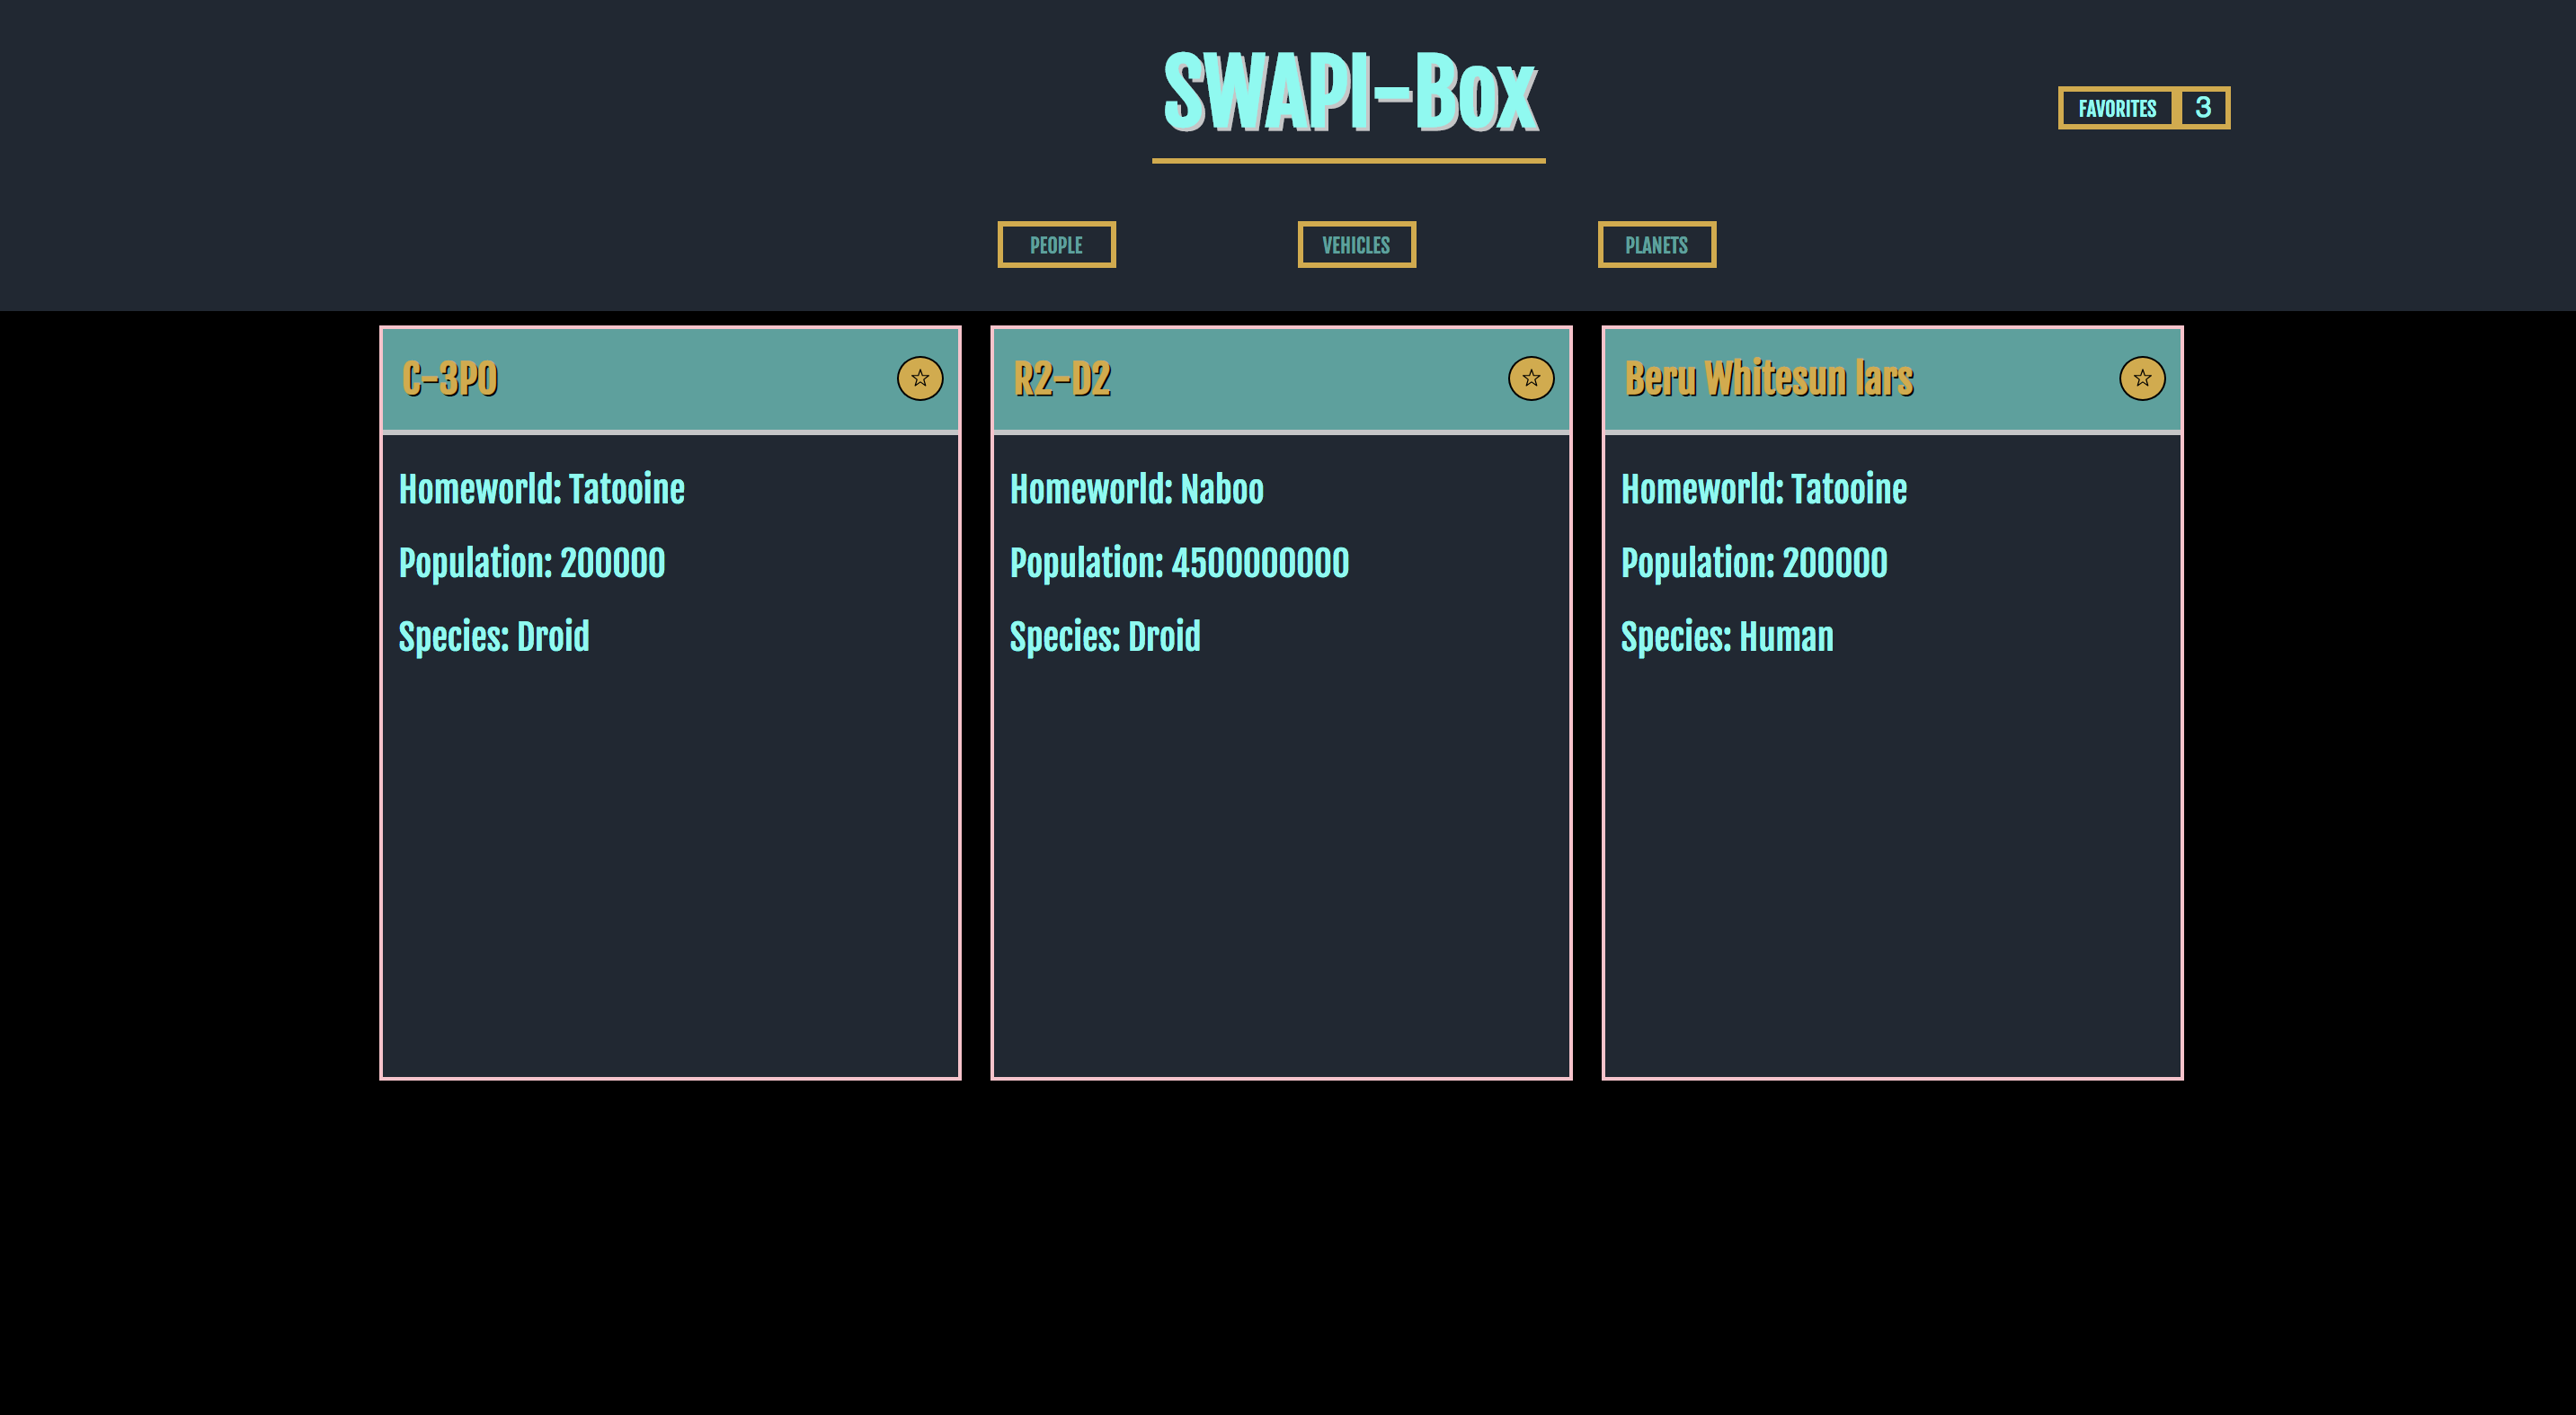 SWAPI-Box
FAVORITES 3
PEOPLE VEHICLES PLANETS
C-3PO
Homeworld: Tatooine
Population: 200000
Species: Droid
R2-D2
Homeworld: Naboo
Population: 4500000000
Species: Droid
Beru Whitesun lars
Homeworld: Tatooine
Population: 200000
Species: Human